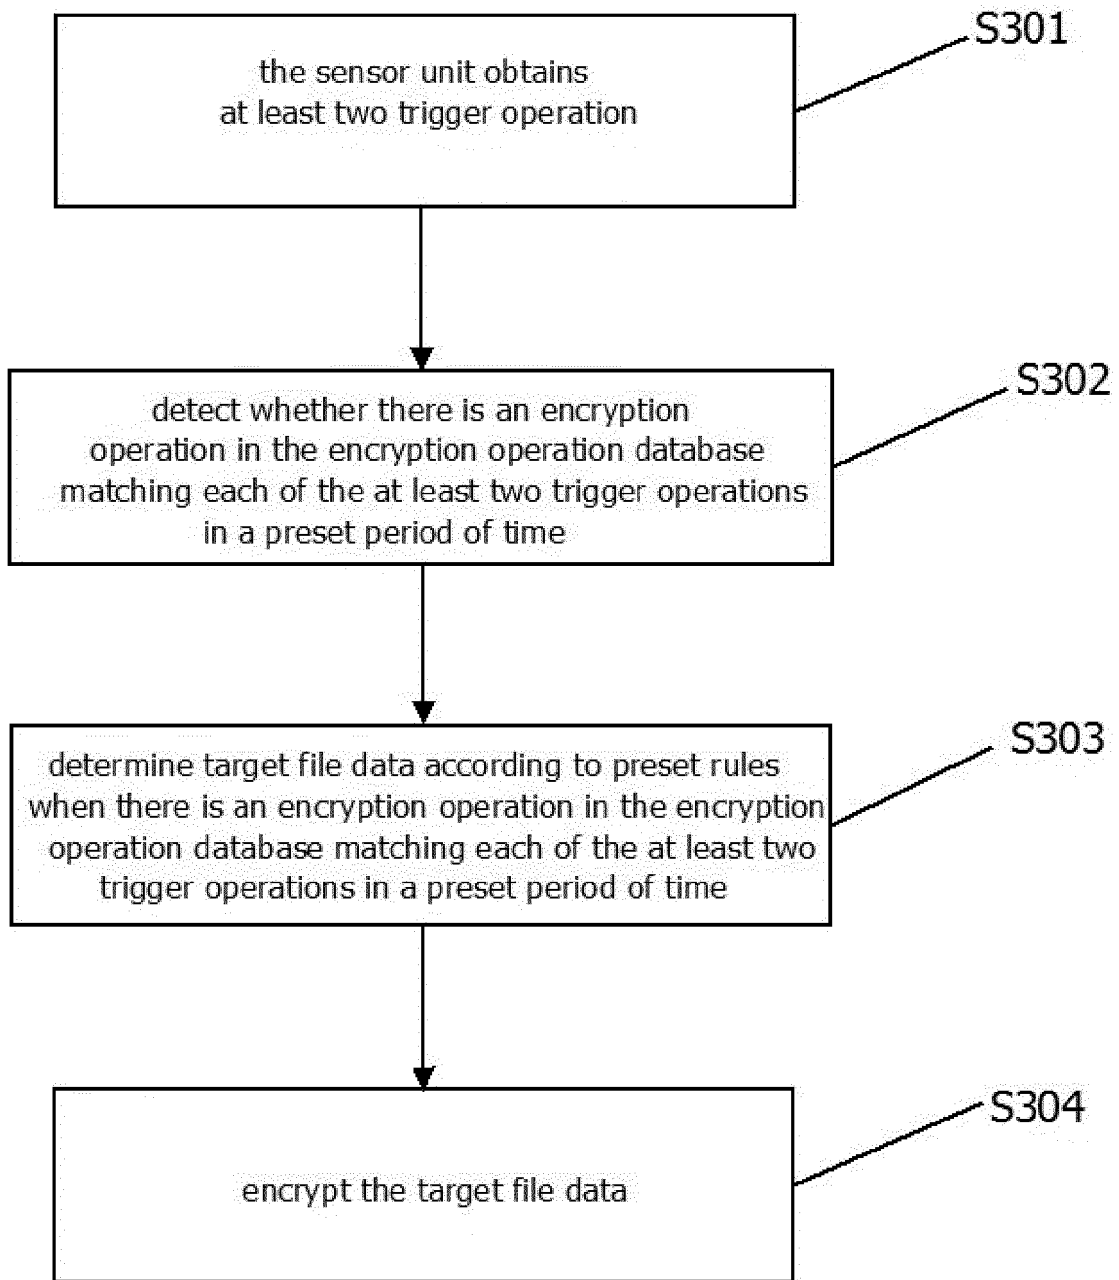 S301
the sensor unit obtains
at least two trigger operation
S302
detect whether there is an encryption
operation in the encryption operation database
matching each of the at least two trigger operations
in a preset period of time
S303
determine target file data according to preset rules
when there is an encryption operation in the encryption
operation database matching each of the at least two
trigger operations in a preset period of time
S304
encrypt the target file data